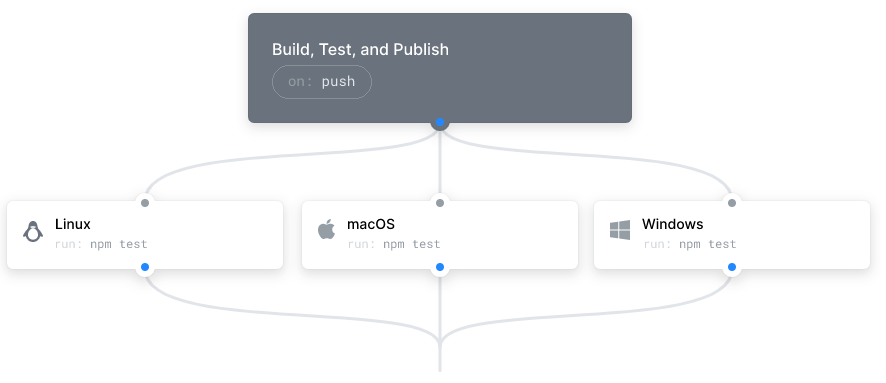 Build, Test, and Publish
on: push
Linux
run: npm test
macOS
run: npm test
Windows
run: npm test